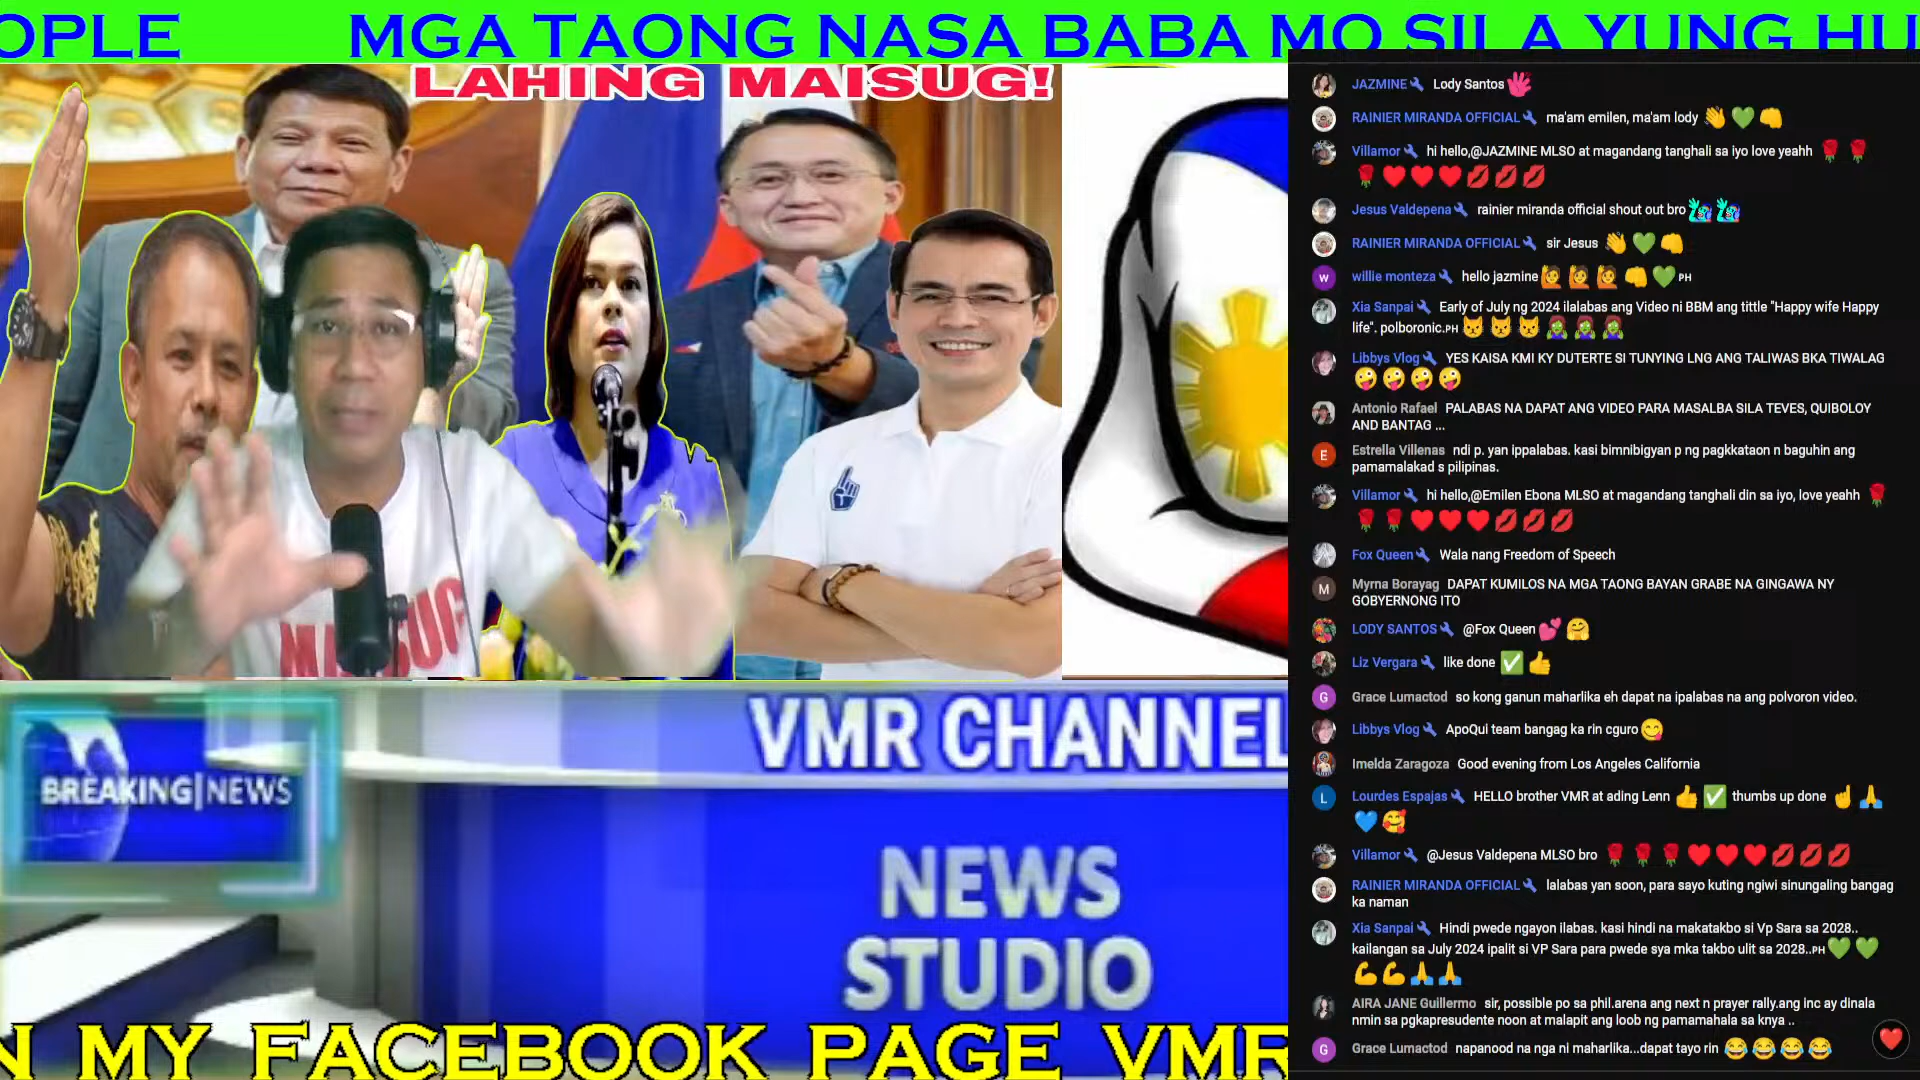 OPLE MGA TAONG NASA BABA MO SILA YUNG HU
LAHING MAISUG!
MAISUG
VMR CHANNEL
BREAKING|NEWS
NEWS
STUDIO
N MY FACEBOOK PAGE VMR
JAZMINE Lody Santos
RAINIER MIRANDA OFFICIAL ma'am emilen, ma'am lody 👋 💚 👊
Villamor hi hello,@JAZMINE MLSO at magandang tanghali sa iyo love yeahh 🌹 🌹
🌹 ❤️ ❤️ ❤️ 💋 💋 💋
Jesus Valdepena rainier miranda official shout out bro
RAINIER MIRANDA OFFICIAL sir Jesus 👋 💚 👊
W willie monteza hello jazmine 🙋 🙋 🙋 👊 💚 PH
Xia Sanpai Early of July ng 2024 ilalabas ang Video ni BBM ang tittle "Happy wife Happy
life". polboronic.PH 😼 😼 😼 🧟‍♀️ 🧟‍♀️ 🧟‍♀️
Libbys Vlog YES KAISA KMI KY DUTERTE SI TUNYING LNG ANG TALIWAS BKA TIWALAG
🤪 🤪 🤪 🤪
Antonio Rafael PALABAS NA DAPAT ANG VIDEO PARA MASALBA SILA TEVES, QUIBOLOY
AND BANTAG ...
E Estrella Villenas ndi p. yan ippalabas. kasi bimnibigyan p ng pagkkataon n baguhin ang
pamamalakad s pilipinas.
Villamor hi hello,@Emilen Ebona MLSO at magandang tanghali din sa iyo, love yeahh 🌹
🌹 🌹 ❤️ ❤️ ❤️ 💋 💋 💋
Fox Queen Wala nang Freedom of Speech
M Myrna Borayag DAPAT KUMILOS NA MGA TAONG BAYAN GRABE NA GINGAWA NY
GOBYERNONG ITO
LODY SANTOS @Fox Queen 💕 🤗
Liz Vergara like done ✅ 👍
G Grace Lumactod so kong ganun maharlika eh dapat na ipalabas na ang polvoron video.
Libbys Vlog ApoQui team bangag ka rin cguro 😋
Imelda Zaragoza Good evening from Los Angeles California
L Lourdes Espajas HELLO brother VMR at ading Lenn 👍 ✅ thumbs up done ☝️ 🙏
💙 🥰
Villamor @Jesus Valdepena MLSO bro 🌹 🌹 🌹 ❤️ ❤️ ❤️ 💋 💋 💋
RAINIER MIRANDA OFFICIAL lalabas yan soon, para sayo kuting ngiwi sinungaling bangag
ka naman
Xia Sanpai Hindi pwede ngayon ilabas. kasi hindi na makatakbo si Vp Sara sa 2028..
kailangan sa July 2024 ipalit si VP Sara para pwede sya mka takbo ulit sa 2028..PH 💚 💚
💪 💪 🙏 🙏
AIRA JANE Guillermo sir, possible po sa phil.arena ang next n prayer rally.ang inc ay dinala
nmin sa pgkapresudente noon at malapit ang loob ng pamamahala sa knya ..
G Grace Lumactod napanood na nga ni maharlika...dapat tayo rin 😂 😂 😂 😂